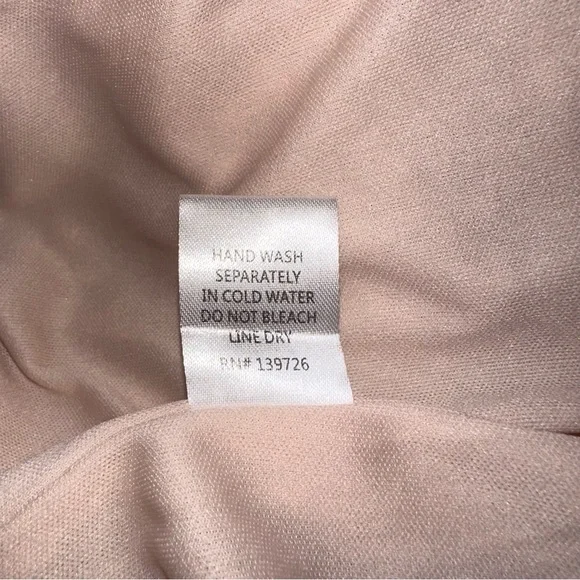 HAND WASH
SEPARATELY
IN COLD WATER
DO NOT BLEACH
LINE DRY
RN# 139726